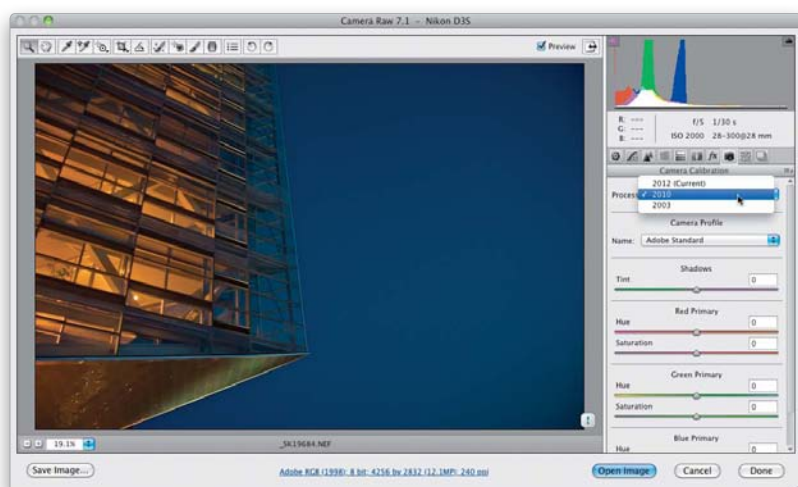 Camera Raw 7.1 - Nikon D3S
Preview
R: ---
G: ---
B: ---
f/5 1/30 s
ISO 2000 28-300@28 mm
Camera Calibration
Process:
2012 (Current)
✓ 2010
2003
Camera Profile
Name: Adobe Standard
Shadows
Tint 0
Red Primary
Hue 0
Saturation 0
Green Primary
Hue 0
Saturation 0
Blue Primary
Hue 0
19.1%
_SK19684.NEF
Save Image...
Adobe RGB (1998); 8 bit; 4256 by 2832 (12.1MP); 240 ppi
Open Image
Cancel
Done